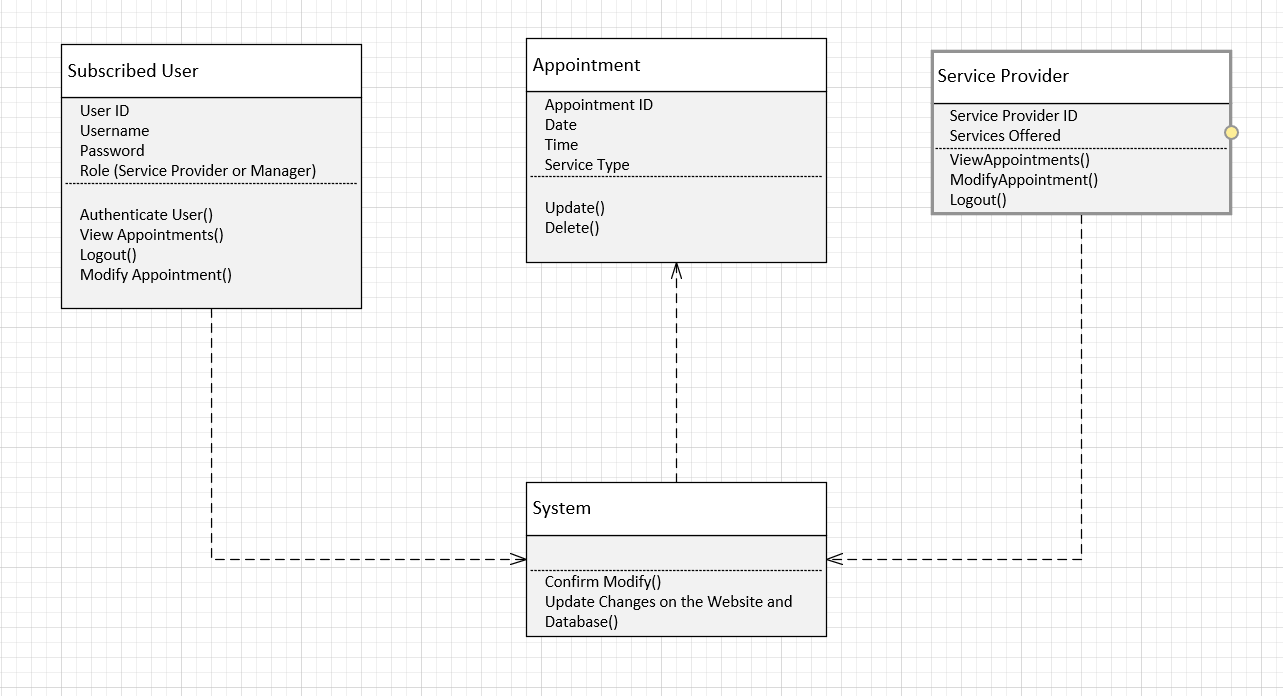 Subscribed User
User ID
Username
Password
Role (Service Provider or Manager)
Authenticate User()
View Appointments()
Logout()
Modify Appointment()
Appointment
Appointment ID
Date
Time
Service Type
Update()
Delete()
Service Provider
Service Provider ID
Services Offered
ViewAppointments()
ModifyAppointment()
Logout()
System
Confirm Modify()
Update Changes on the Website and
Database()